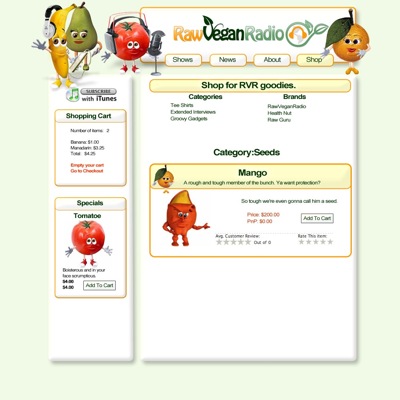 RawVeganRadio
Shows
News
About
Shop
SUBSCRIBE
with iTunes
Shopping Cart
Number of items: 2
Banana: $1.00
Manadarin: $3.25
Total: $4.25
Empty your cart
Go to Checkout
Specials
Tomatoe
Boisterous and in your
face scrumptious.
$4.00
$4.00
Add To Cart
Shop for RVR goodies.
Categories
Tee Shirts
Extended Interviews
Groovy Gadgets
Brands
RawVeganRadio
Health Nut
Raw Guru
Category:Seeds
Mango
A rough and tough member of the bunch. Ya want protection?
So tough we're even gonna call him a seed
Price: $200.00
PnP: $0.00
Add To Cart
Avg. Customer Review:
Out of 0
Rate This item: